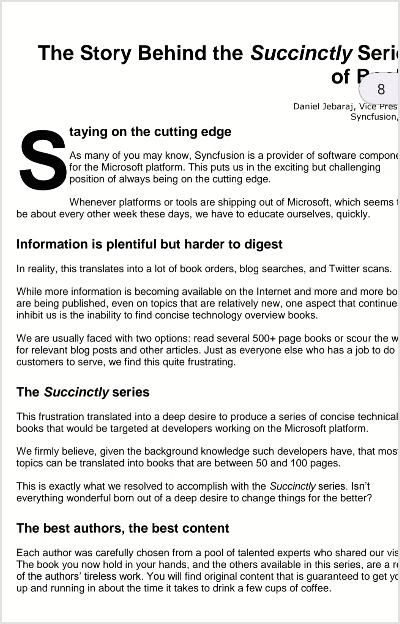 The Story Behind the Succinctly Seri
of B
8
Daniel Jebaraj, Vice Pres
Syncfusion,
Staying on the cutting edge
As many of you may know, Syncfusion is a provider of software compone
for the Microsoft platform. This puts us in the exciting but challenging
position of always being on the cutting edge.
Whenever platforms or tools are shipping out of Microsoft, which seems t
be about every other week these days, we have to educate ourselves, quickly.
Information is plentiful but harder to digest
In reality, this translates into a lot of book orders, blog searches, and Twitter scans.
While more information is becoming available on the Internet and more and more bo
are being published, even on topics that are relatively new, one aspect that continue
inhibit us is the inability to find concise technology overview books.
We are usually faced with two options: read several 500+ page books or scour the w
for relevant blog posts and other articles. Just as everyone else who has a job to do
customers to serve, we find this quite frustrating.
The Succinctly series
This frustration translated into a deep desire to produce a series of concise technical
books that would be targeted at developers working on the Microsoft platform.
We firmly believe, given the background knowledge such developers have, that mos
topics can be translated into books that are between 50 and 100 pages.
This is exactly what we resolved to accomplish with the Succinctly series. Isn't
everything wonderful born out of a deep desire to change things for the better?
The best authors, the best content
Each author was carefully chosen from a pool of talented experts who shared our vis
The book you now hold in your hands, and the others available in this series, are a r
of the authors' tireless work. You will find original content that is guaranteed to get yo
up and running in about the time it takes to drink a few cups of coffee.